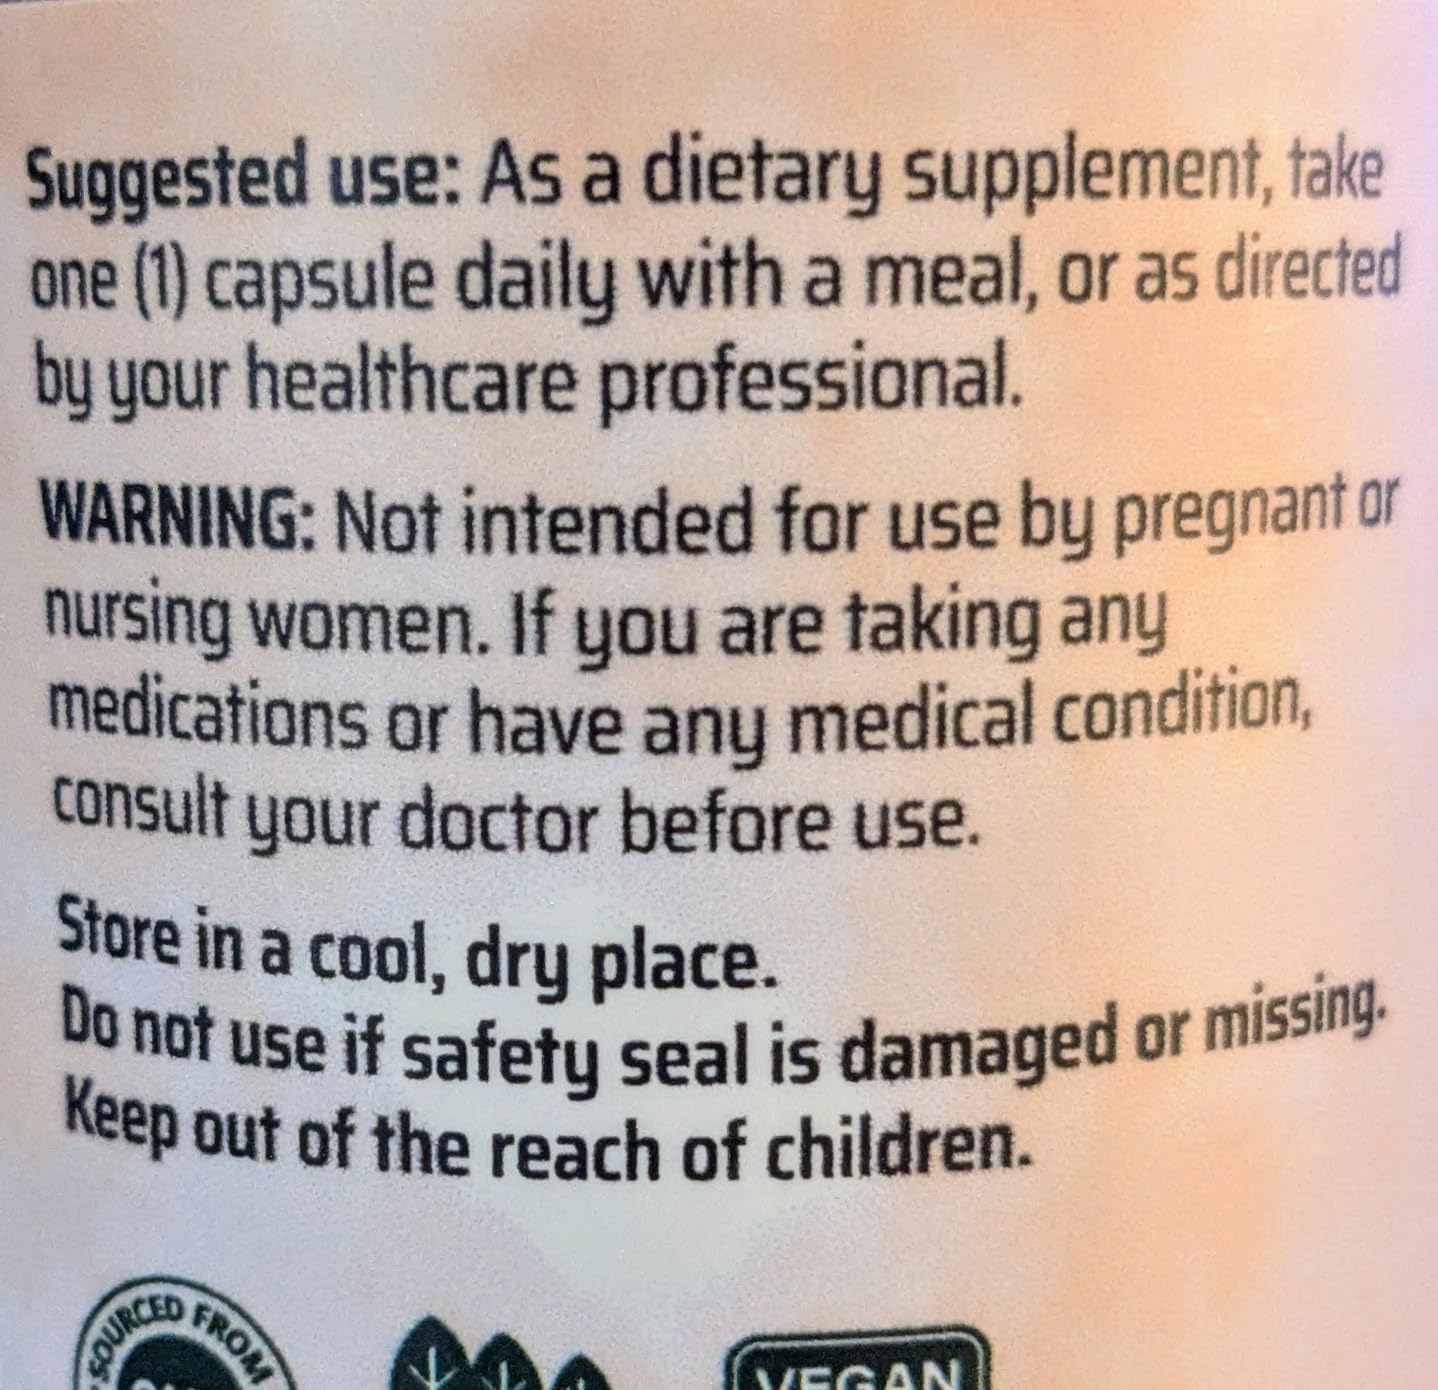 Suggested use: As a dietary supplement, take
one (1) capsule daily with a meal, or as directed
by your healthcare professional.
WARNING: Not intended for use by pregnant or
nursing women. If you are taking any
medications or have any medical condition,
consult your doctor before use.
Store in a cool, dry place.
Do not use if safety seal is damaged or missing.
Keep out of the reach of children.
SOURCED FROM
VEGAN